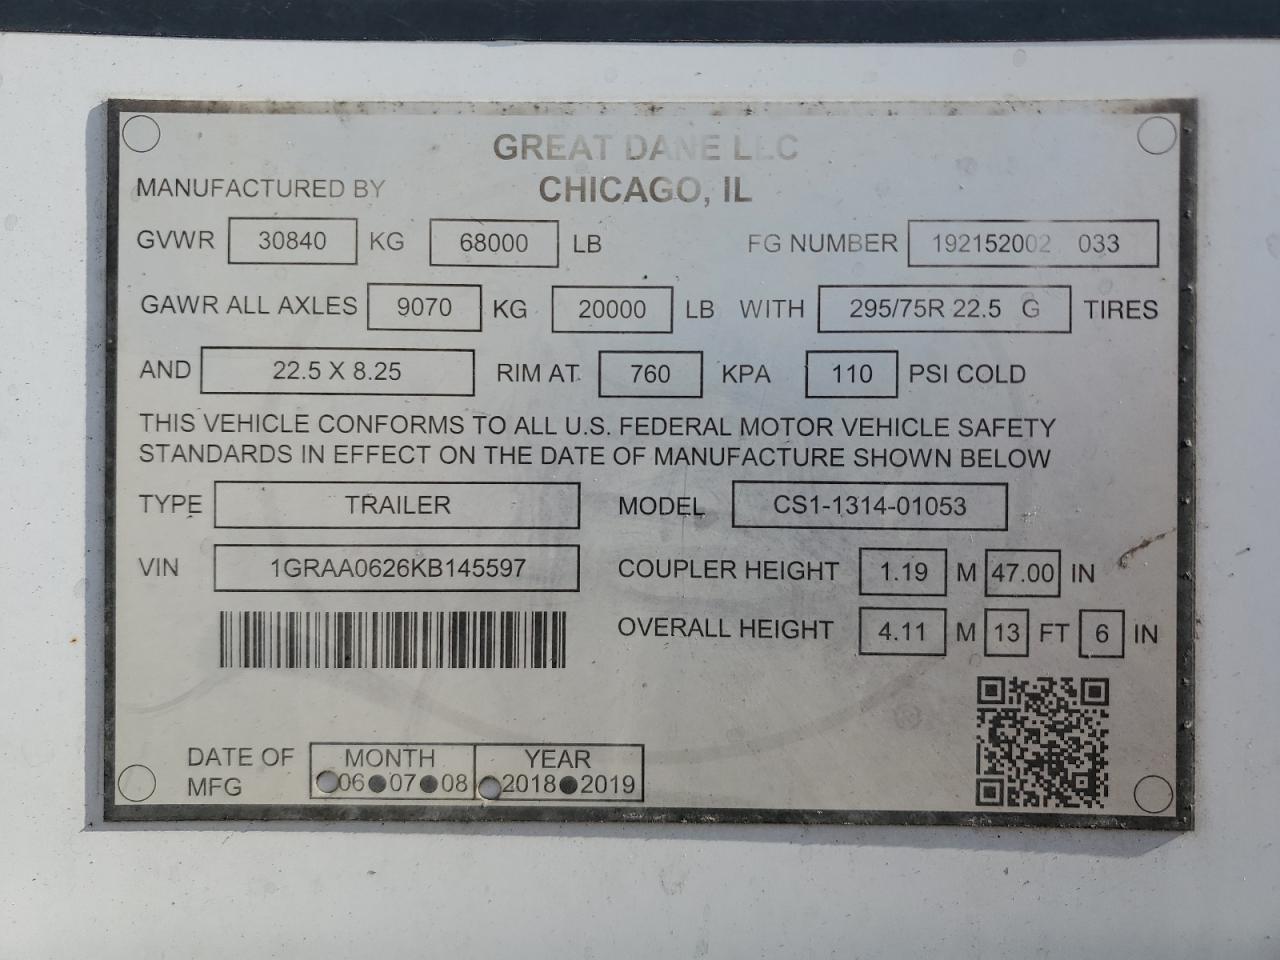 GREAT DANE LLC
MANUFACTURED BY CHICAGO, IL
GVWR 30840 KG 68000 LB FG NUMBER 192152002 033
GAWR ALL AXLES 9070 KG 20000 LB WITH 295/75R 22.5 G TIRES
AND 22.5 X 8.25 RIM AT 760 KPA 110 PSI COLD
THIS VEHICLE CONFORMS TO ALL U.S. FEDERAL MOTOR VEHICLE SAFETY
STANDARDS IN EFFECT ON THE DATE OF MANUFACTURE SHOWN BELOW
TYPE TRAILER MODEL CS1-1314-01053
VIN 1GRAA0626KB145597 COUPLER HEIGHT 1.19 M 47.00 IN
OVERALL HEIGHT 4.11 M 13 FT 6 IN
DATE OF MFG
MONTH YEAR
06 07 08 2018 2019